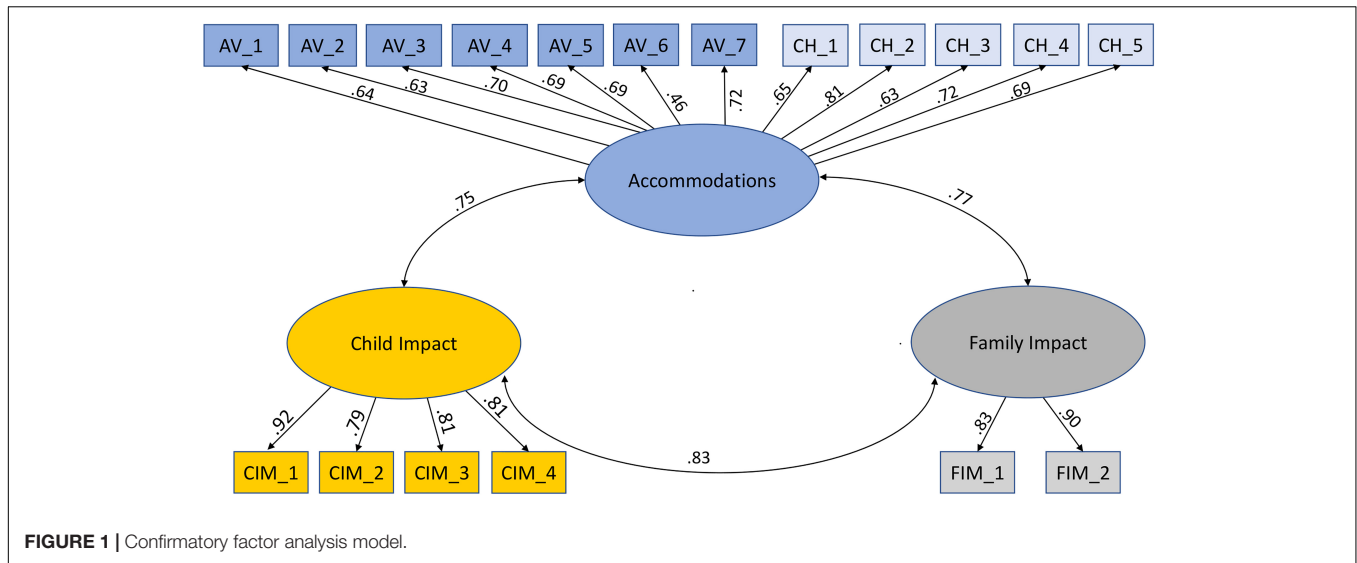 AV_1 AV_2 AV_3 AV_4 AV_5 AV_6 AV_7 CH_1 CH_2 CH_3 CH_4 CH_5
.64 .63 .70 .69 .69 .46 .72 .65 .81 .63 .72 .69
Accommodations
.75 .77
Child Impact Family Impact
.92 .79 .81 .81 .83 .90
.83
CIM_1 CIM_2 CIM_3 CIM_4 FIM_1 FIM_2
FIGURE 1 | Confirmatory factor analysis model.